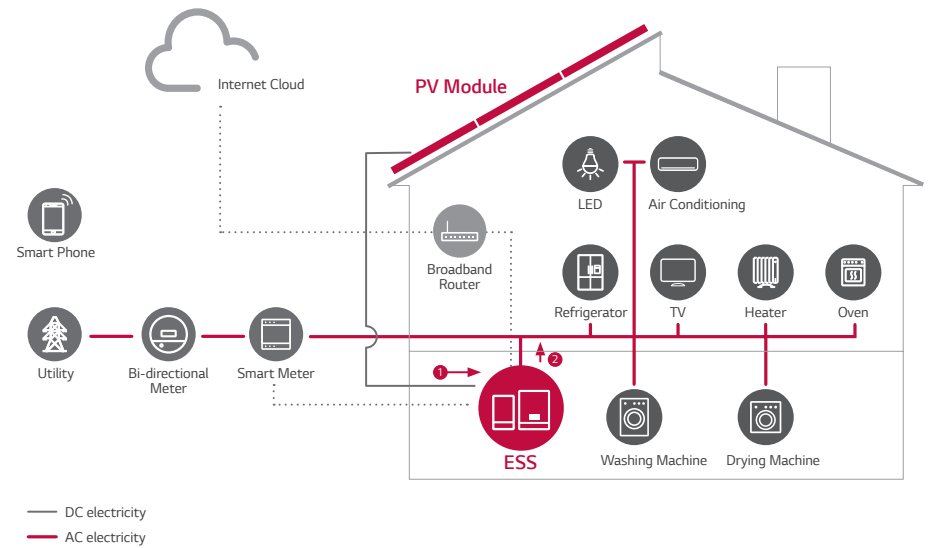 Internet Cloud
PV Module
LED
Air Conditioning
Smart Phone
Broadband
Router
Refrigerator
TV
Heater
Oven
Utility
Bi-directional
Meter
Smart Meter
1
2
ESS
Washing Machine
Drying Machine
DC electricity
AC electricity